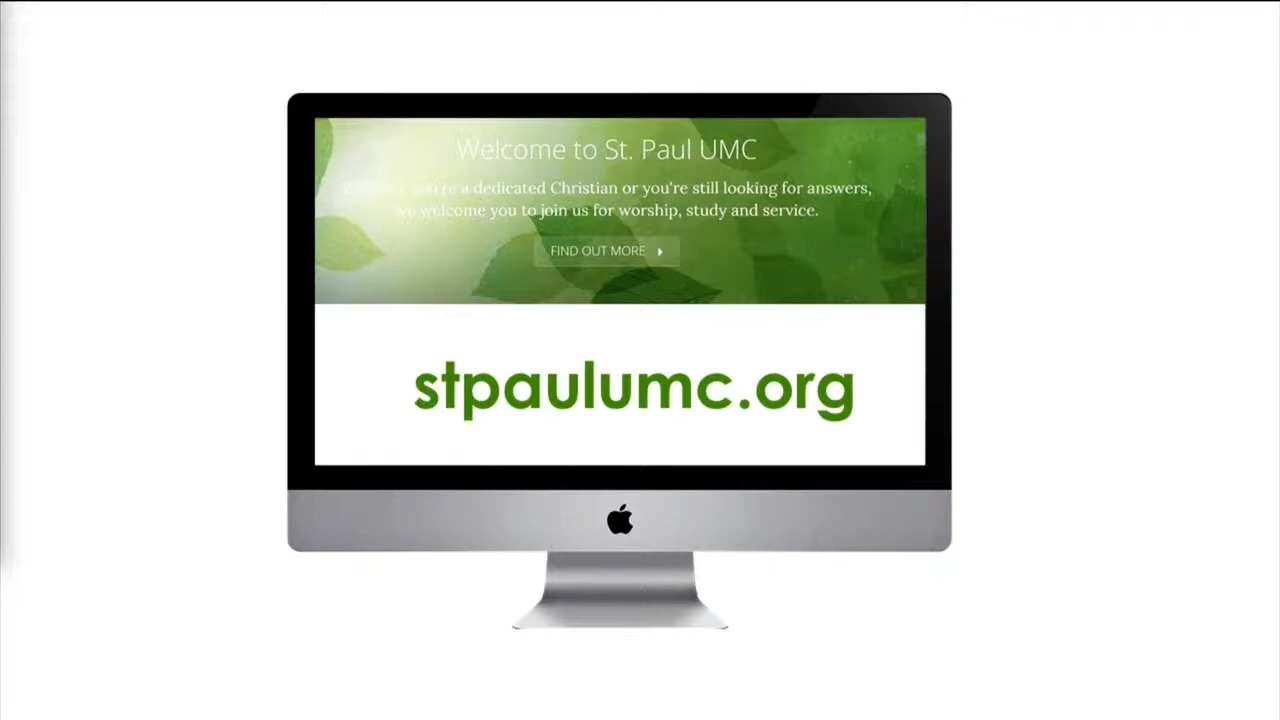 Welcome to St. Paul UMC
you're a dedicated Christian or you're still looking for answers,
we welcome you to join us for worship, study and service.
FIND OUT MORE
stpaulumc.org